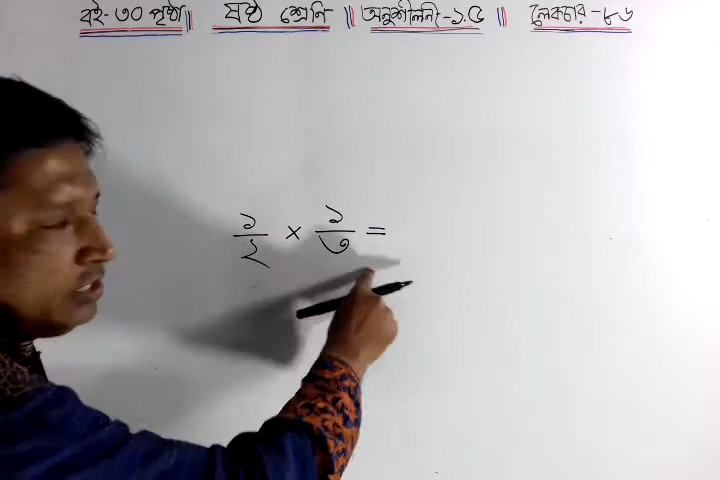 বই-৩০ পৃষ্ঠা || ষষ্ঠ শ্রেনি || অনুশীলনী-১.৫ || লেকচার-৮৬
১/২ × ১/৩ =